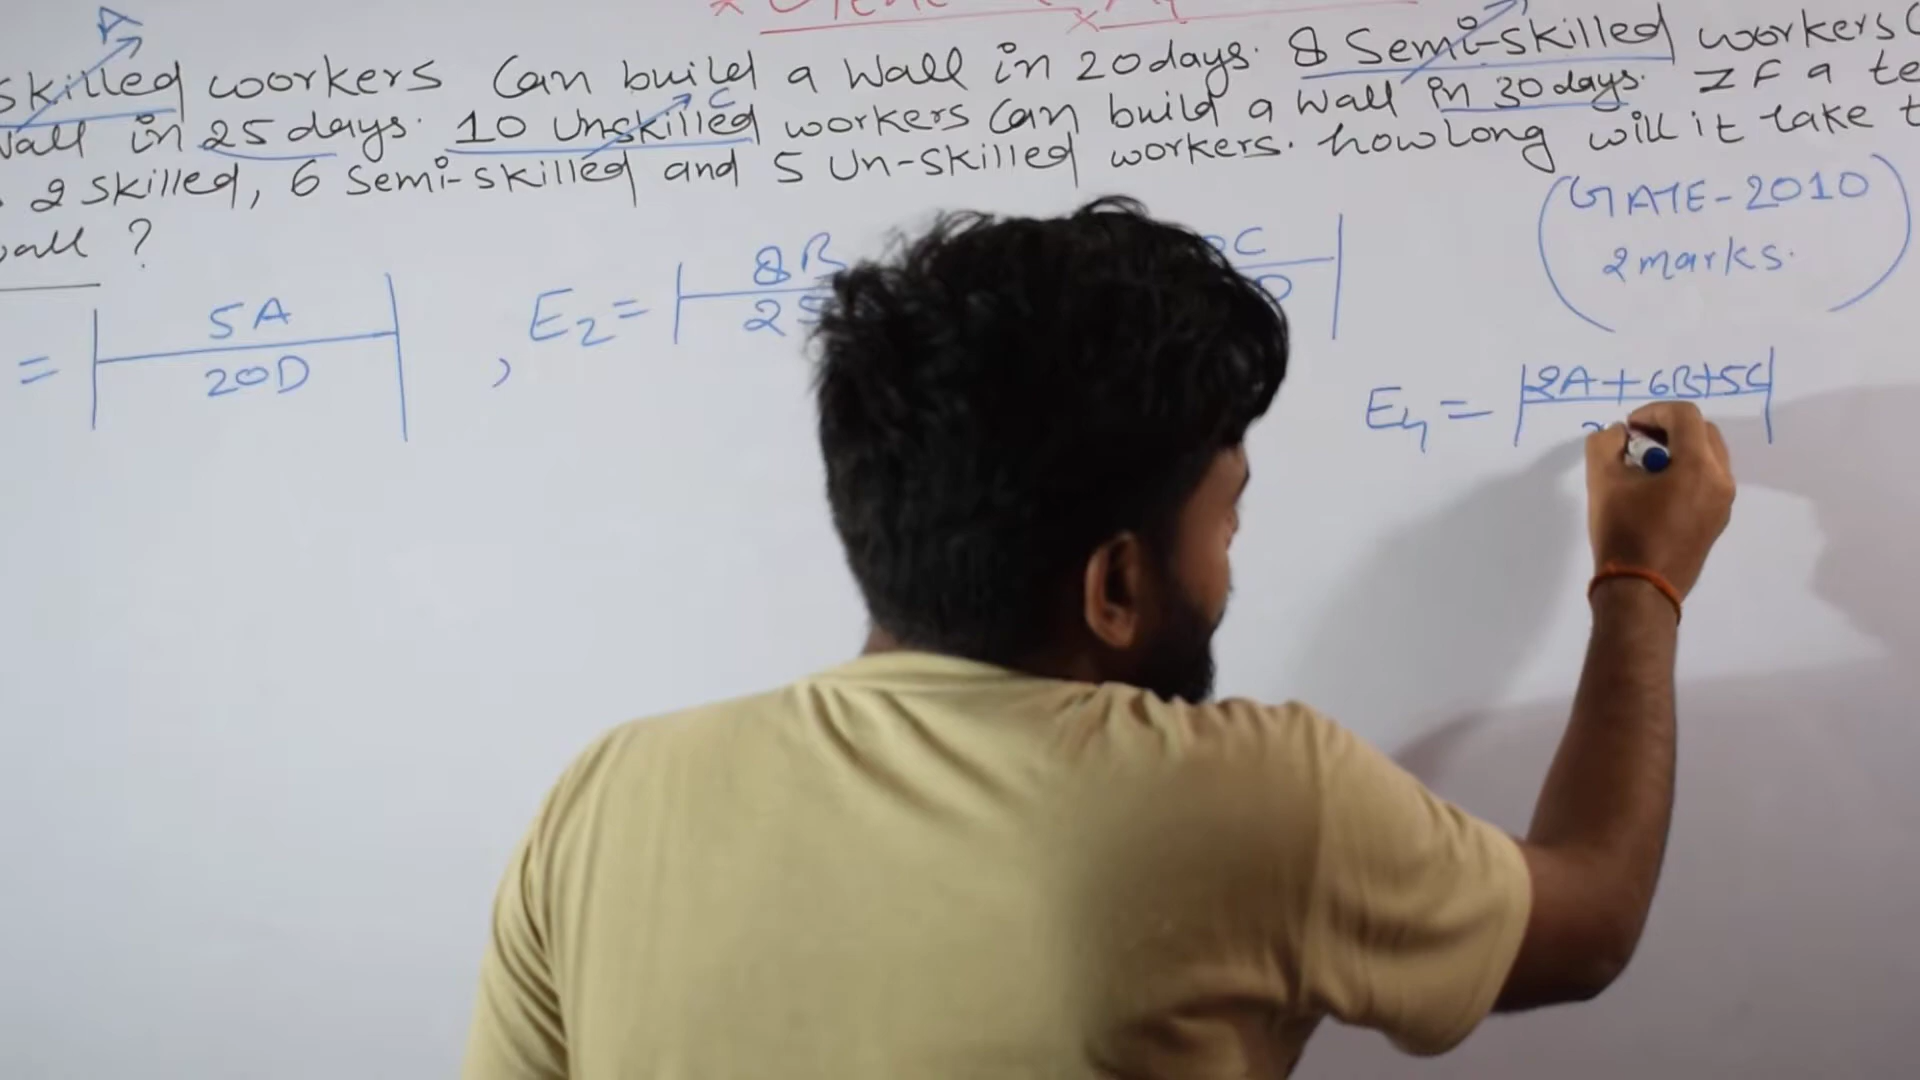 A
skilled workers Can build a wall in 20 days. 8 Semi-skilled workers
wall in 25 days. 10 Unskilled workers Can build a wall in 30 days. IF a te
C
2 skilled, 6 Semi-skilled and 5 Un-skilled workers. how long will it take t
wall ?
(GATE-2010
2 marks.)
= 5A
20D
, E2 = 8B
25
C
E4 = 2A+6B+5C